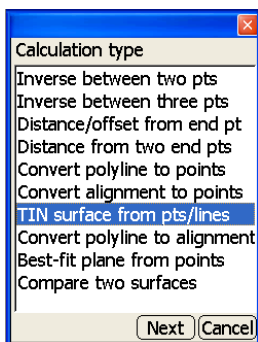 Calculation type
Inverse between two pts
Inverse between three pts
Distance/offset from end pt
Distance from two end pts
Convert polyline to points
Convert alignment to points
TIN surface from pts/lines
Convert polyline to alignment
Best-fit plane from points
Compare two surfaces
Next Cancel